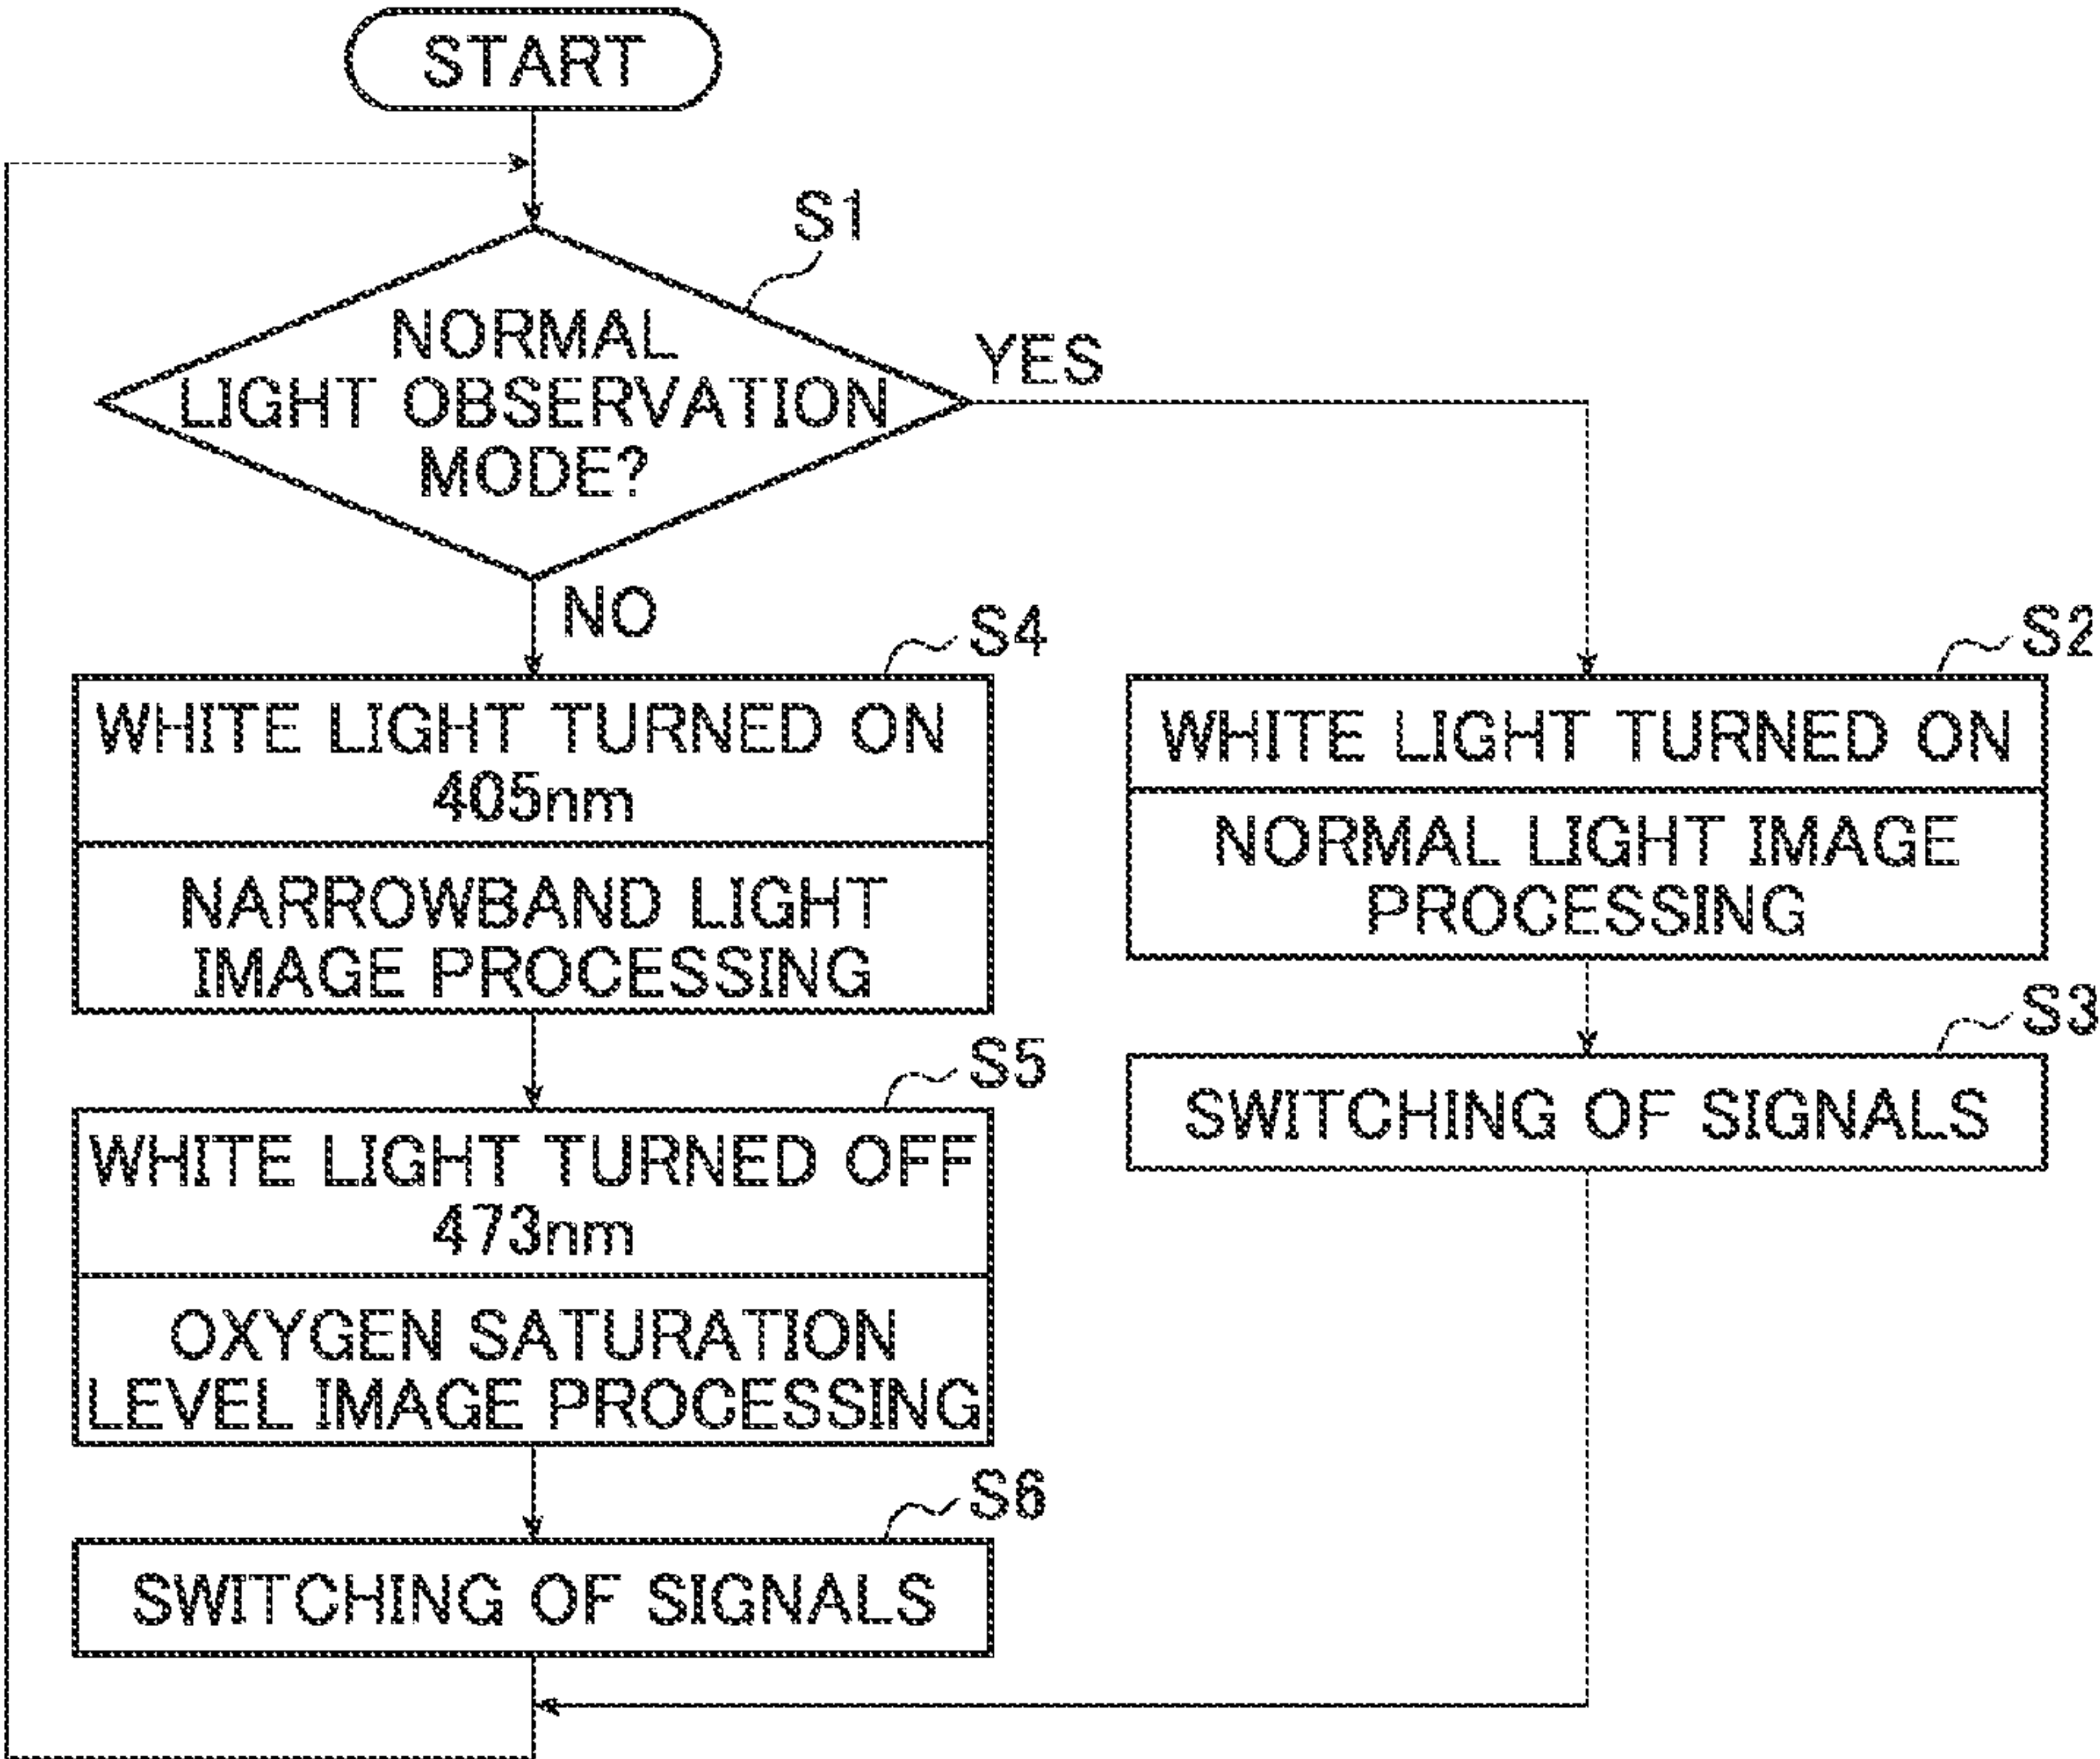 START
S1
NORMAL
LIGHT OBSERVATION
MODE?
YES
NO
S4
WHITE LIGHT TURNED ON
405nm
NARROWBAND LIGHT
IMAGE PROCESSING
S2
WHITE LIGHT TURNED ON
NORMAL LIGHT IMAGE
PROCESSING
S3
SWITCHING OF SIGNALS
S5
WHITE LIGHT TURNED OFF
473nm
OXYGEN SATURATION
LEVEL IMAGE PROCESSING
S6
SWITCHING OF SIGNALS